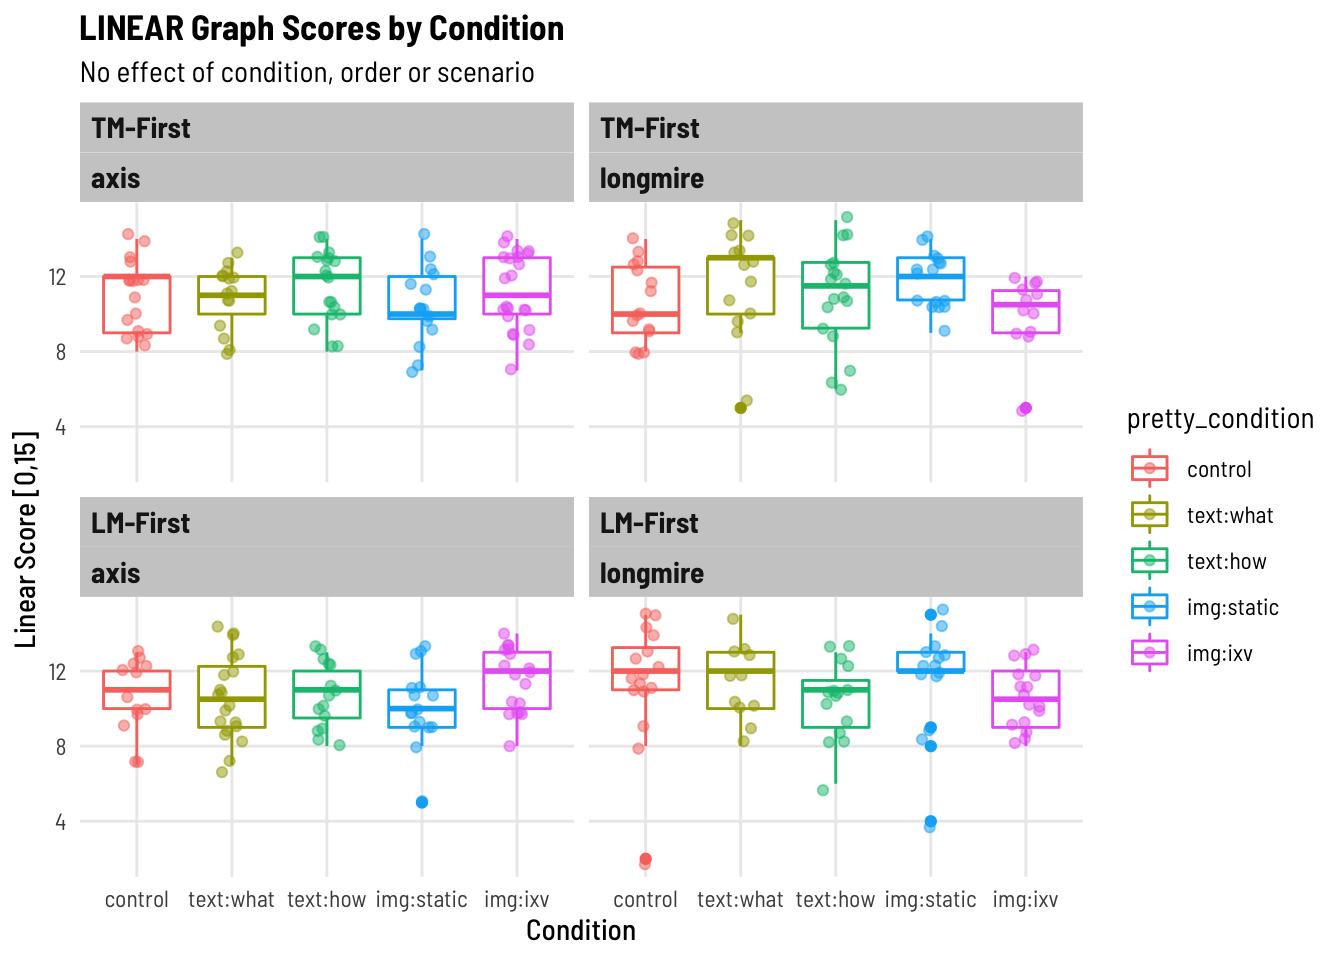 LINEAR Graph Scores by Condition
No effect of condition, order or scenario
TM-First
axis
TM-First
longmire
12
8
4
LM-First
axis
LM-First
longmire
12
8
4
Linear Score [0,15]
control text:what text:how img:static img:ixv
control text:what text:how img:static img:ixv
Condition
pretty_condition
control
text:what
text:how
img:static
img:ixv